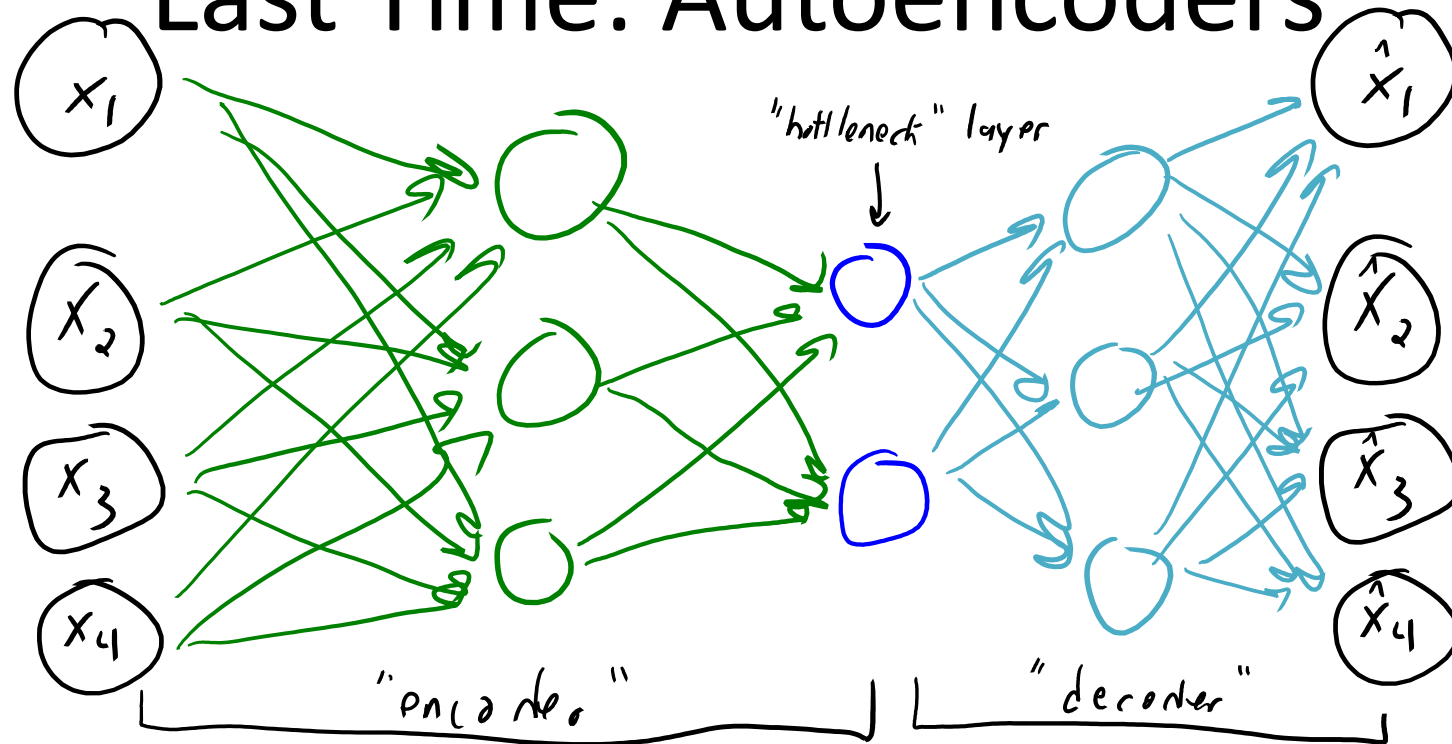 Last Time: Autoencoders
x1
x̂1
"bottleneck" layer
x2
x̂2
x3
x̂3
x4
x̂4
"encoder"
"decoder"